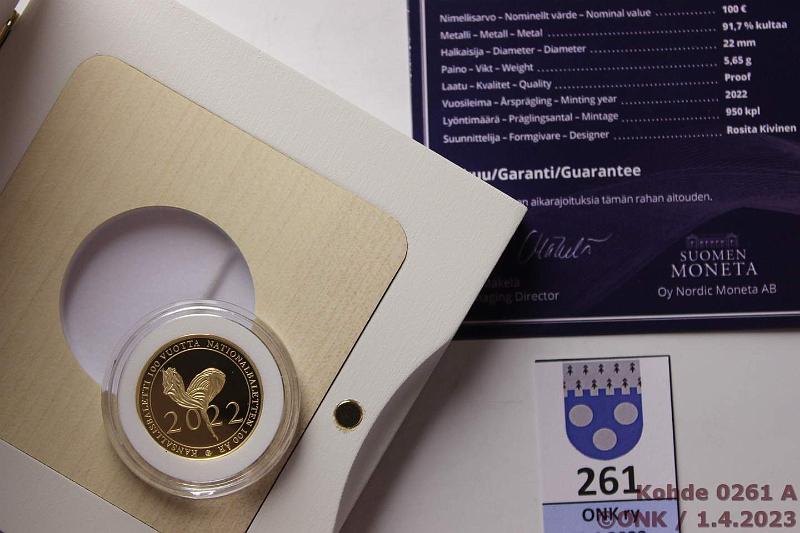 Nimellisarvo – Nominellt värde – Nominal value 100 €
Metalli – Metall – Metal 91,7 % kultaa
Halkaisija – Diameter – Diameter 22 mm
Paino – Vikt – Weight 5,65 g
Laatu – Kvalitet – Quality Proof
Vuosileima – Årsprägling – Minting year 2022
Lyöntimäärä – Präglingsantal – Mintage 950 kpl
Suunnittelija – Formgivare – Designer Rosita Kivinen
uu/Garanti/Guarantee
en aikarajoituksia tämän rahan aitouden.
äkelä
aging Director
SUOMEN
MONETA
Oy Nordic Moneta AB
KANSALLISBALETTI 100 VUOTTA NATIONALBALETTEN 100 ÅR
2022
261
ONK ry
Kohde 0261 A
©ONK / 1.4.2023